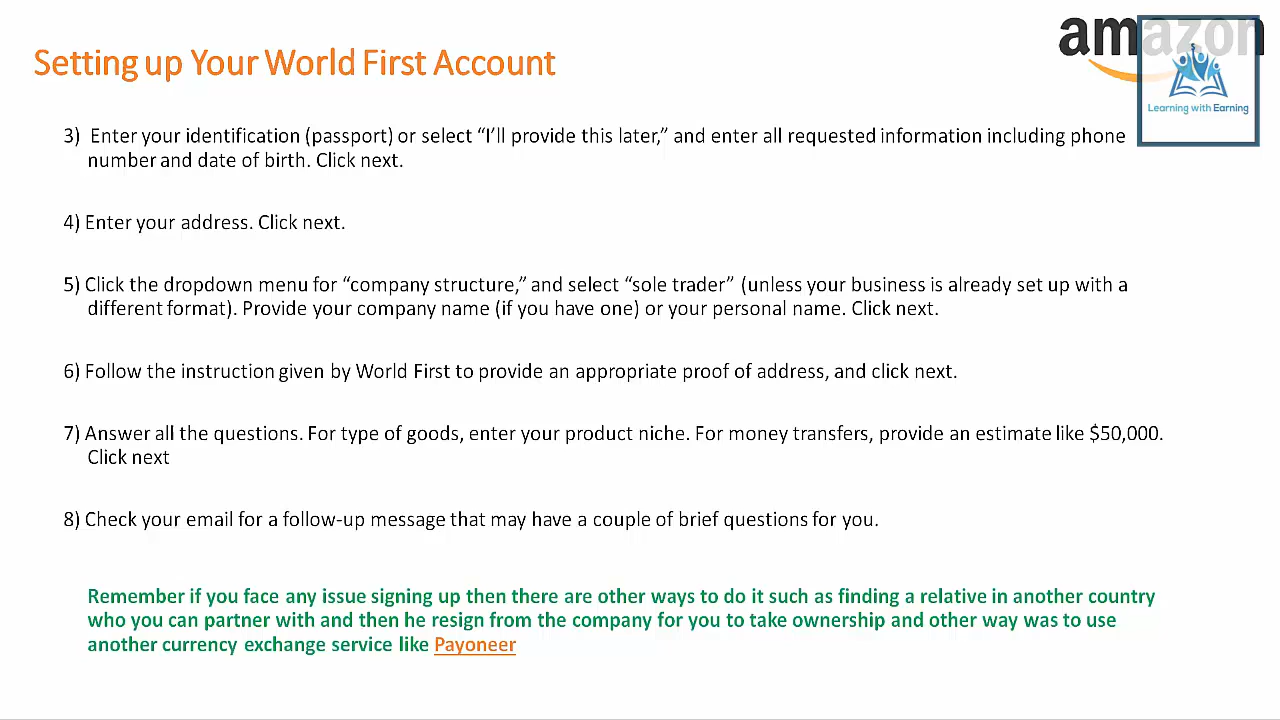 amazon
Learning with Earning
Setting up Your World First Account
3) Enter your identification (passport) or select “I’ll provide this later,” and enter all requested information including phone
number and date of birth. Click next.
4) Enter your address. Click next.
5) Click the dropdown menu for “company structure,” and select “sole trader” (unless your business is already set up with a
different format). Provide your company name (if you have one) or your personal name. Click next.
6) Follow the instruction given by World First to provide an appropriate proof of address, and click next.
7) Answer all the questions. For type of goods, enter your product niche. For money transfers, provide an estimate like $50,000.
Click next
8) Check your email for a follow-up message that may have a couple of brief questions for you.
Remember if you face any issue signing up then there are other ways to do it such as finding a relative in another country
who you can partner with and then he resign from the company for you to take ownership and other way was to use
another currency exchange service like Payoneer